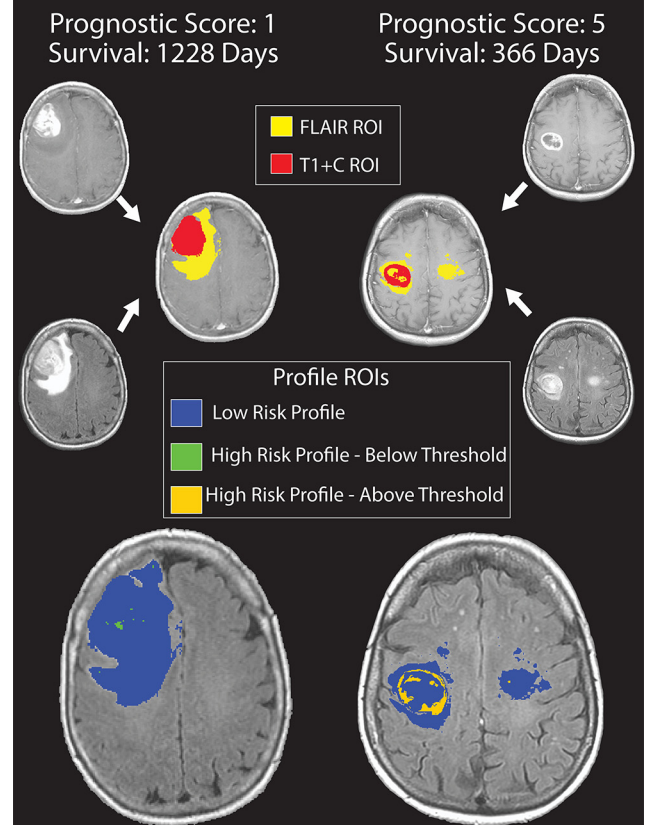 Prognostic Score: 1
Survival: 1228 Days
Prognostic Score: 5
Survival: 366 Days
FLAIR ROI
T1+C ROI
Profile ROIs
Low Risk Profile
High Risk Profile - Below Threshold
High Risk Profile - Above Threshold